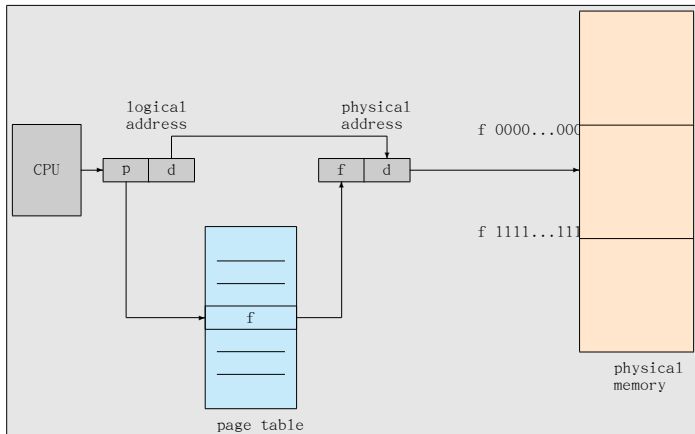 logical
address
physical
address
f 0000...000
CPU
p
d
f
d
f 1111...111
f
physical
memory
page table